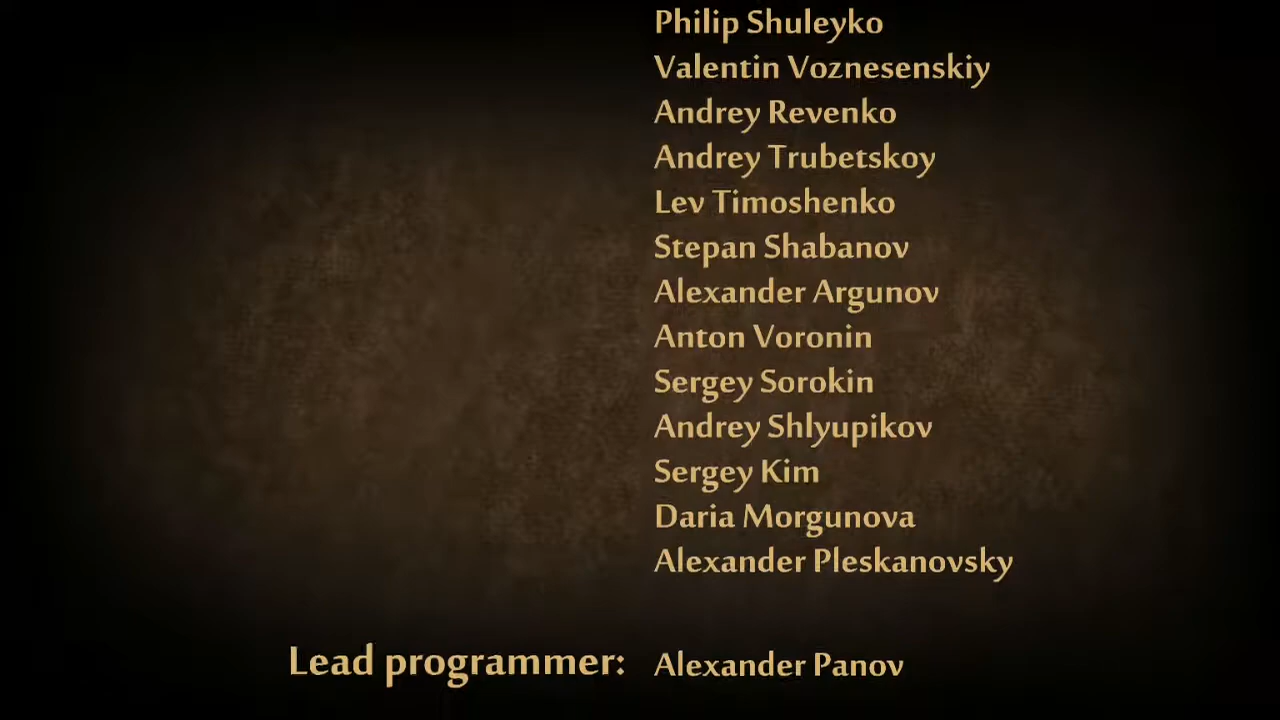 Philip Shuleyko
Valentin Voznesenskiy
Andrey Revenko
Andrey Trubetskoy
Lev Timoshenko
Stepan Shabanov
Alexander Argunov
Anton Voronin
Sergey Sorokin
Andrey Shlyupikov
Sergey Kim
Daria Morgunova
Alexander Pleskanovsky
Lead programmer: Alexander Panov